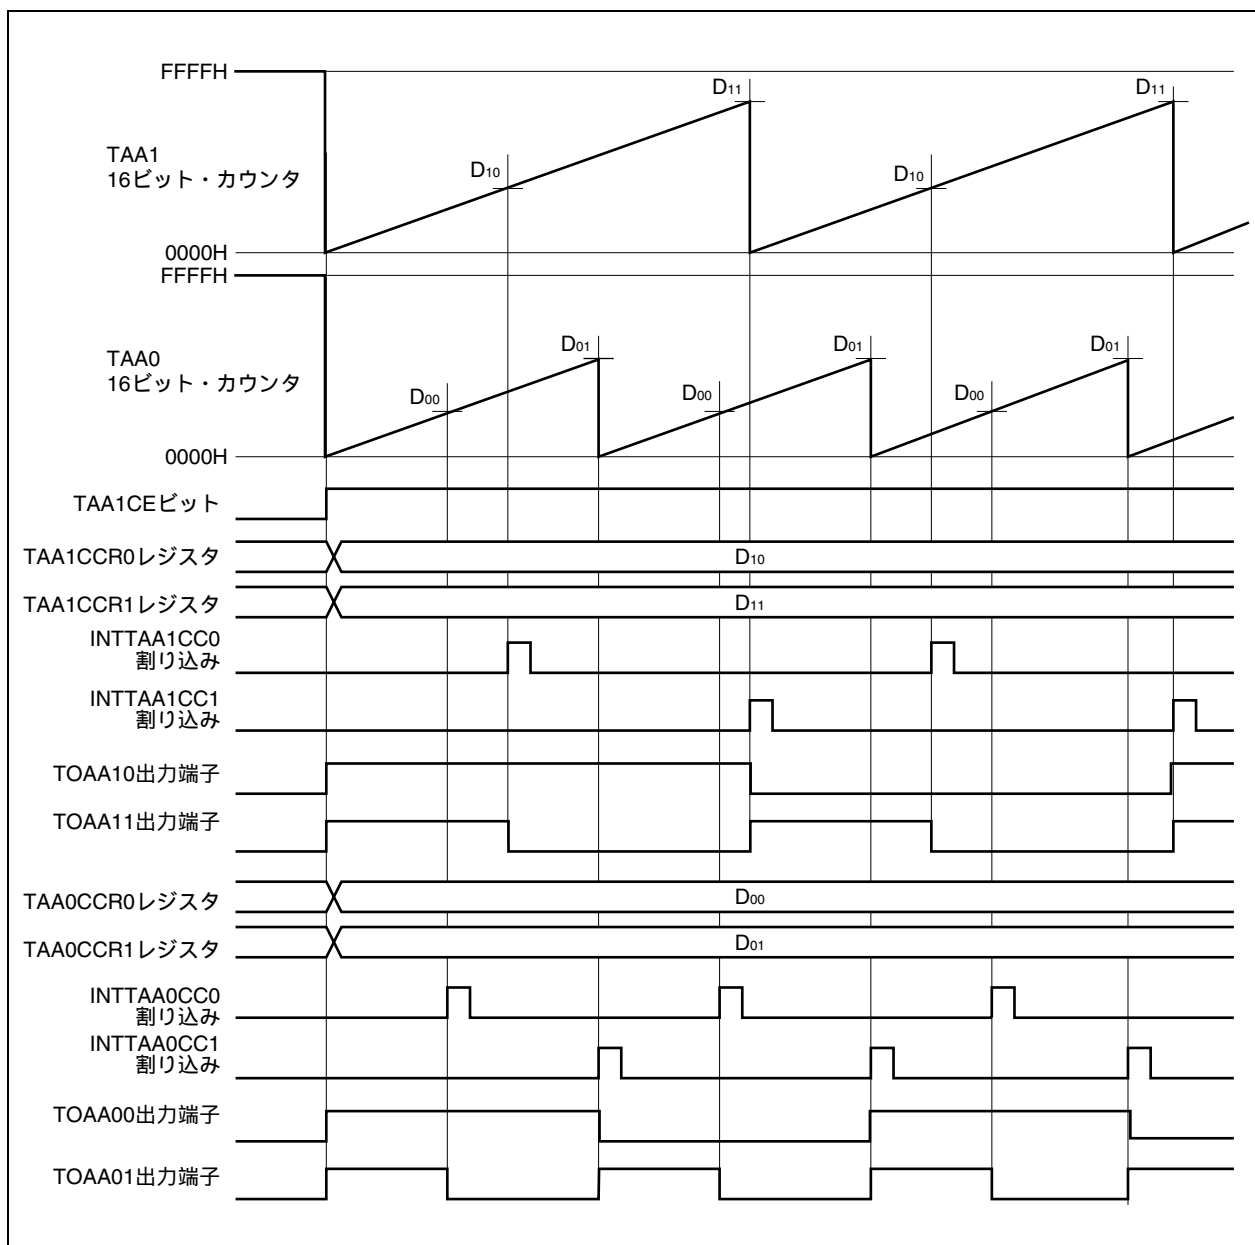 FFFFH
D11
D11
TAA1
16ビット・カウンタ
D10
D10
0000H
FFFFH
D01
D01
D01
TAA0
16ビット・カウンタ
D00
D00
D00
0000H
TAA1CEビット
TAA1CCR0レジスタ
D10
TAA1CCR1レジスタ
D11
INTTAA1CC0
割り込み
INTTAA1CC1
割り込み
TOAA10出力端子
TOAA11出力端子
TAA0CCR0レジスタ
D00
TAA0CCR1レジスタ
D01
INTTAA0CC0
割り込み
INTTAA0CC1
割り込み
TOAA00出力端子
TOAA01出力端子